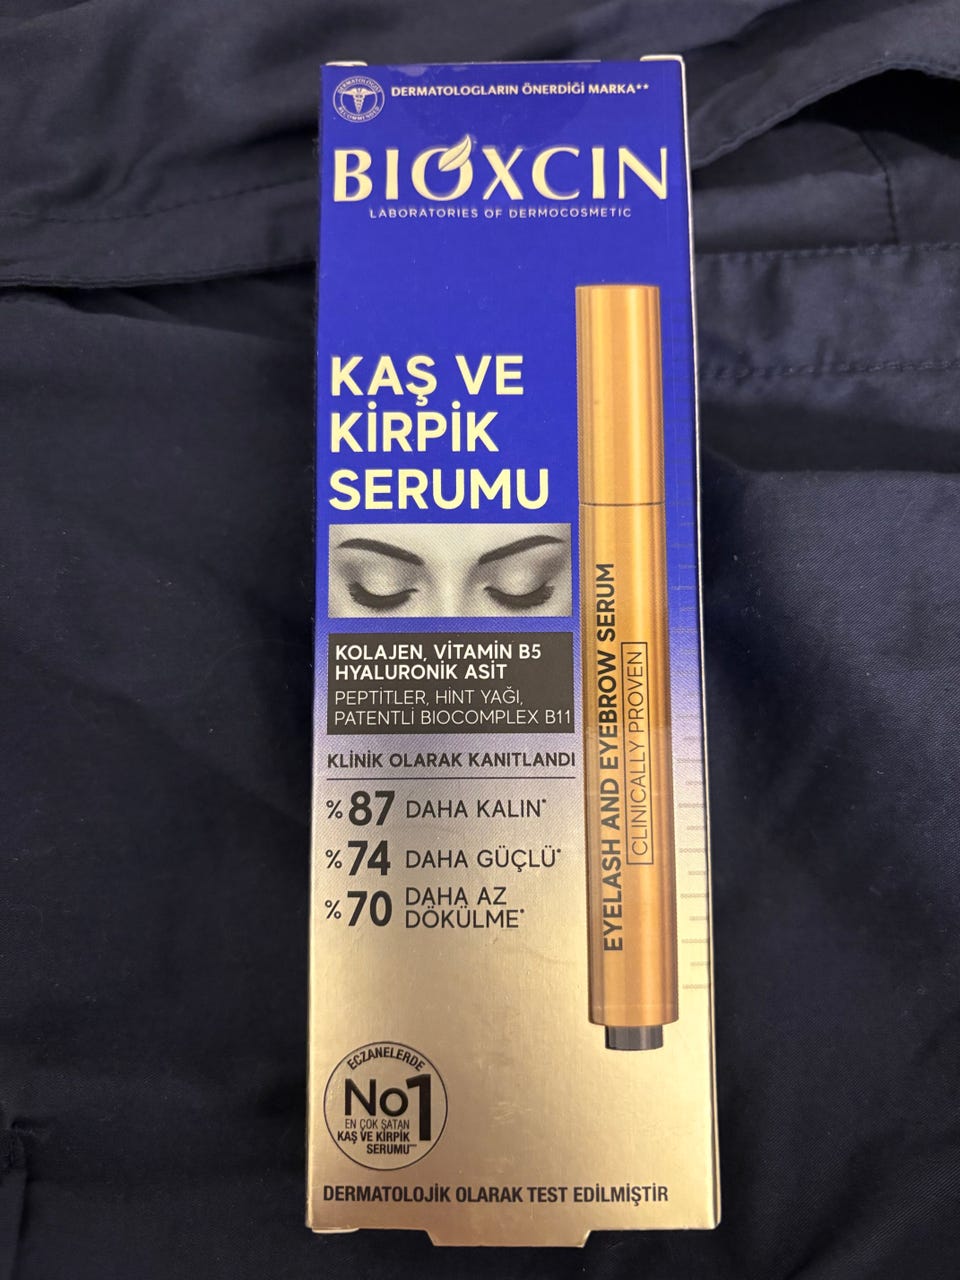 DERMATOLOGLARIN ÖNERDİĞİ MARKA**
DERMATOLOGIST
RECOMMENDED
BIOXCIN
LABORATORIES OF DERMOCOSMETIC
KAŞ VE
KİRPİK
SERUMU
KOLAJEN, VİTAMİN B5
HYALURONİK ASİT
PEPTİTLER, HİNT YAĞI,
PATENTLİ BIOCOMPLEX B11
KLİNİK OLARAK KANITLANDI
%87 DAHA KALIN*
%74 DAHA GÜÇLÜ*
%70 DAHA AZ
DÖKÜLME*
EYELASH AND EYEBROW SERUM
CLINICALLY PROVEN
ECZANELERDE
No1
EN ÇOK SATAN
KAŞ VE KİRPİK
SERUMU***
DERMATOLOJİK OLARAK TEST EDİLMİŞTİR